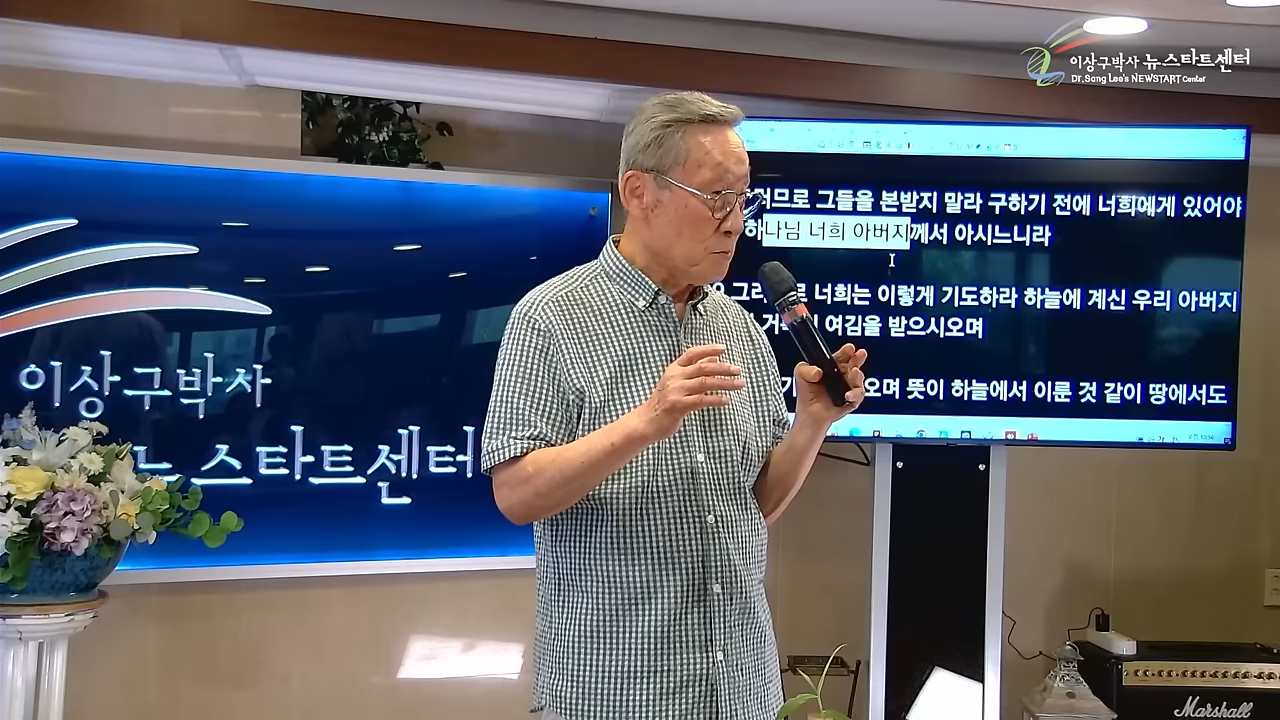 이상구박사 뉴스타트센터
Dr. Sang Lee's NEWSTART Center
그들을 본받지 말라 구하기 전에 너희에게 있어야
하나님 너희 아버지께서 아시느니라
너희는 이렇게 기도하라 하늘에 계신 우리 아버지
여김을 받으시오며
뜻이 하늘에서 이룬 것 같이 땅에서도
이상구박사
뉴스타트센터
Marshall